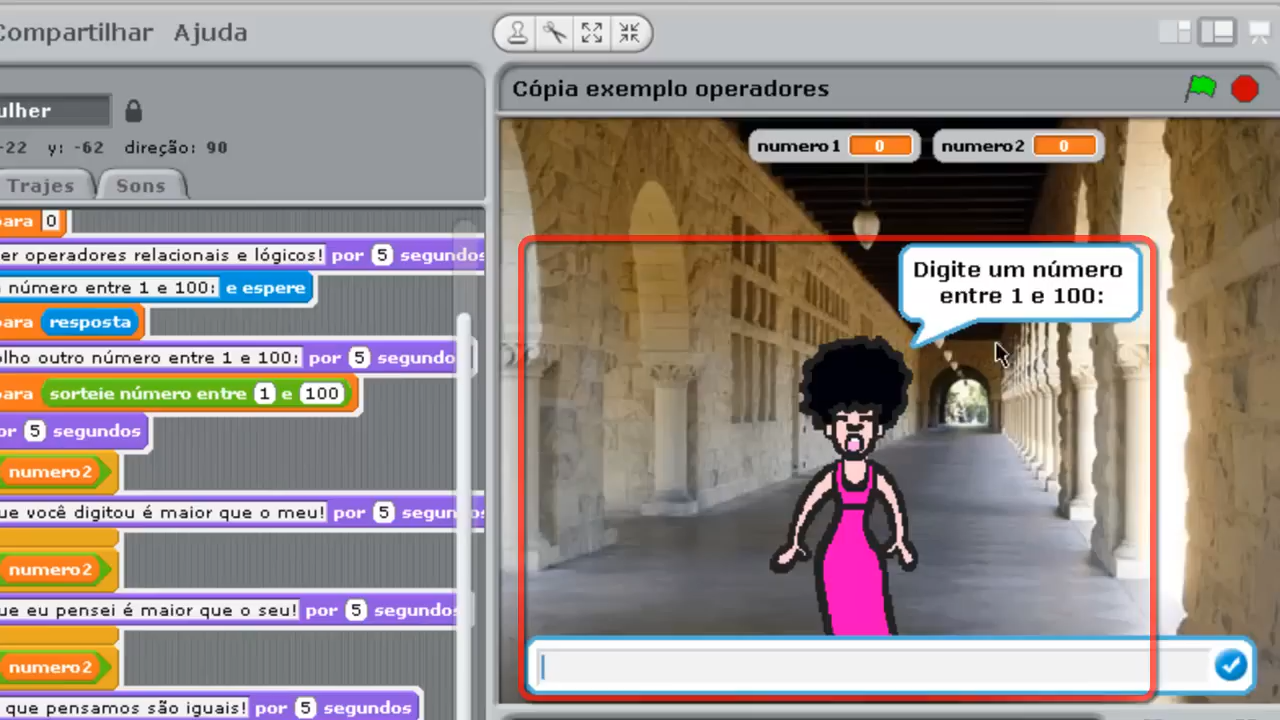 Compartilhar Ajuda
ulher
-22 y: -62 direção: 90
Trajes Sons
ara 0
er operadores relacionais e lógicos! por 5 segundos
número entre 1 e 100: e espere
para resposta
olho outro número entre 1 e 100: por 5 segundo
para sorteie número entre 1 e 100
or 5 segundos
numero2
ue você digitou é maior que o meu! por 5 segundos
numero2
ue eu pensei é maior que o seu! por 5 segundos
numero2
que pensamos são iguais! por 5 segundos
Cópia exemplo operadores
numero1 0 numero2 0
Digite um número
entre 1 e 100: